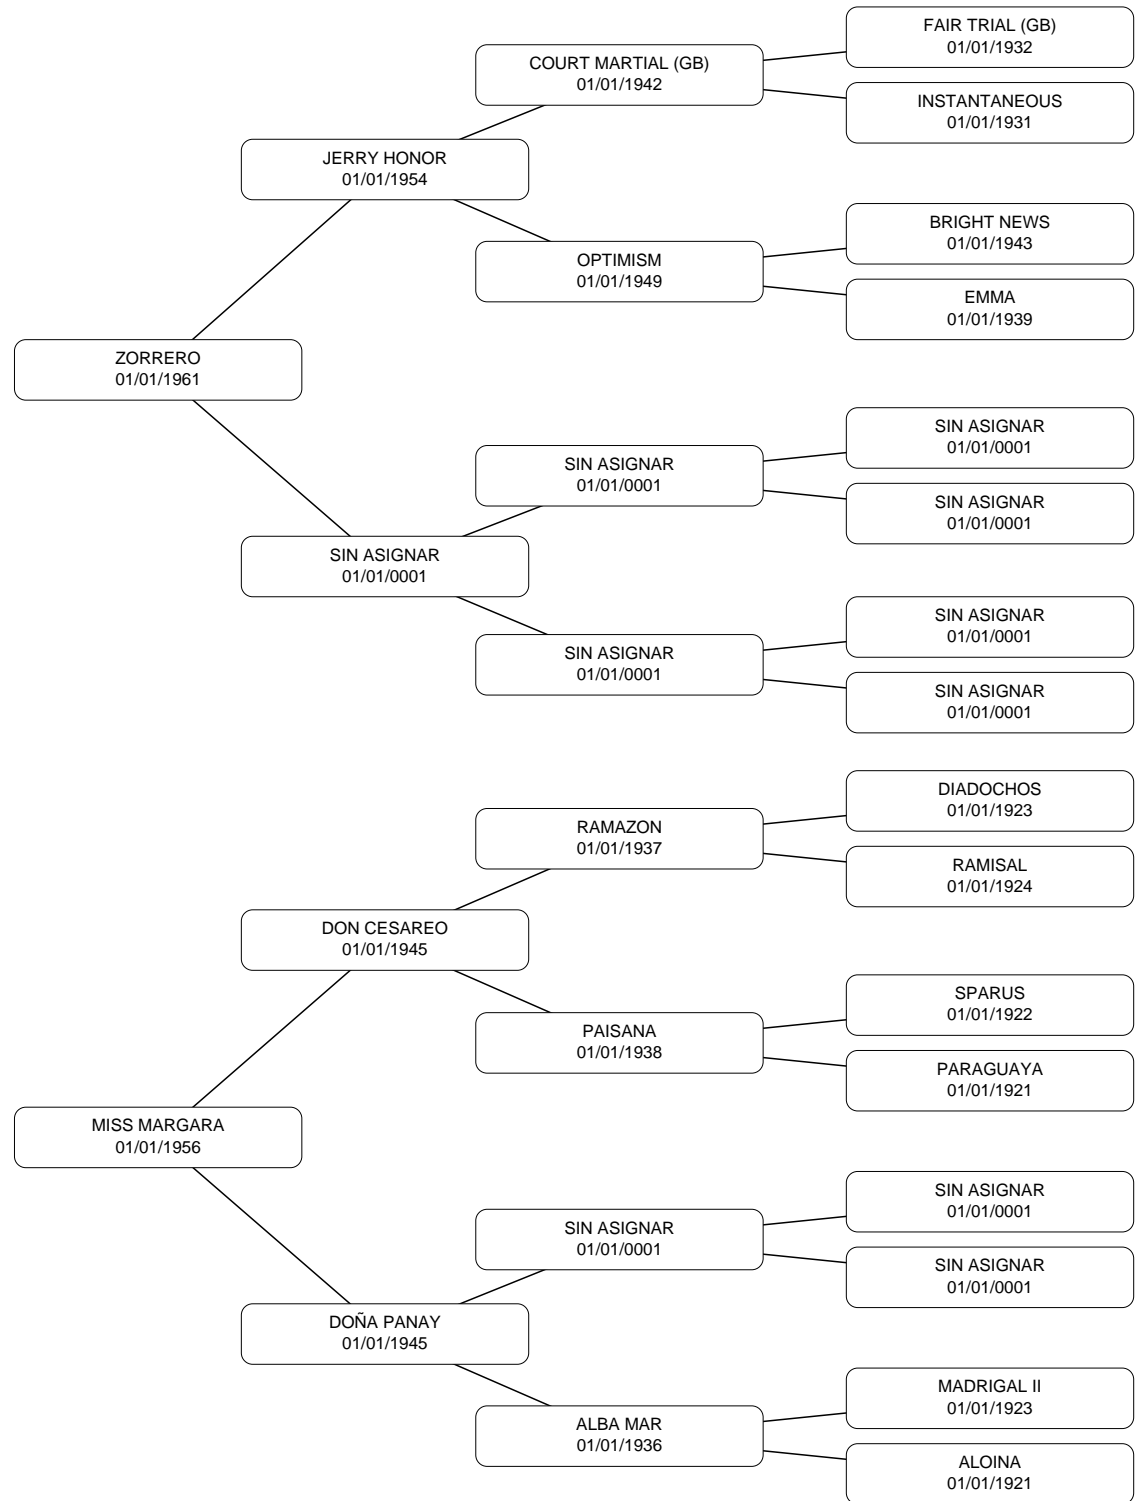 FAIR TRIAL (GB)
01/01/1932
COURT MARTIAL (GB)
01/01/1942
INSTANTANEOUS
01/01/1931
JERRY HONOR
01/01/1954
BRIGHT NEWS
01/01/1943
OPTIMISM
01/01/1949
EMMA
01/01/1939
ZORRERO
01/01/1961
SIN ASIGNAR
01/01/0001
SIN ASIGNAR
01/01/0001
SIN ASIGNAR
01/01/0001
SIN ASIGNAR
01/01/0001
SIN ASIGNAR
01/01/0001
SIN ASIGNAR
01/01/0001
SIN ASIGNAR
01/01/0001
DIADOCHOS
01/01/1923
RAMAZON
01/01/1937
RAMISAL
01/01/1924
DON CESAREO
01/01/1945
SPARUS
01/01/1922
PAISANA
01/01/1938
PARAGUAYA
01/01/1921
MISS MARGARA
01/01/1956
SIN ASIGNAR
01/01/0001
SIN ASIGNAR
01/01/0001
SIN ASIGNAR
01/01/0001
DOÑA PANAY
01/01/1945
MADRIGAL II
01/01/1923
ALBA MAR
01/01/1936
ALOINA
01/01/1921